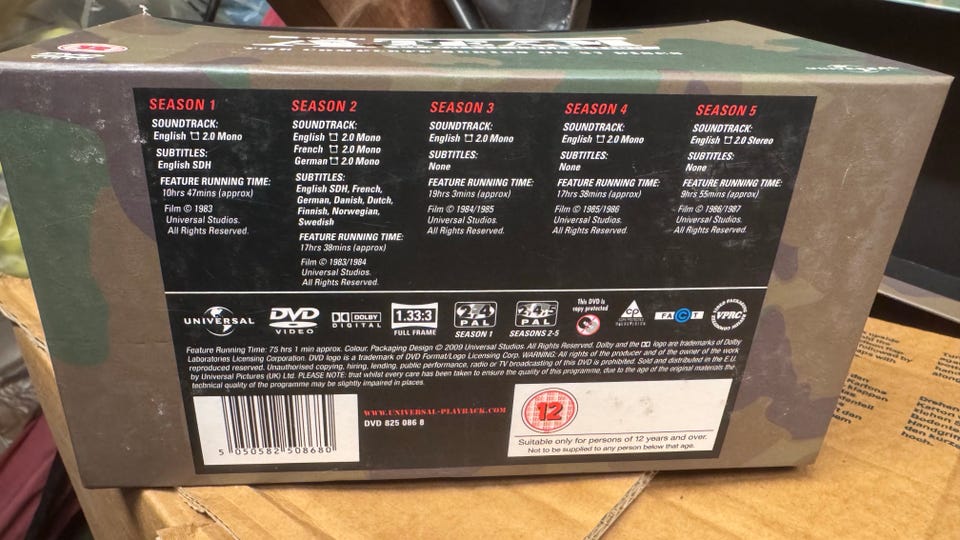 12
A-TEAM
UNIVERSAL
SEASON 1
SOUNDTRACK:
English 2.0 Mono
SUBTITLES:
English SDH
FEATURE RUNNING TIME:
10hrs 47mins (approx)
Film © 1983
Universal Studios.
All Rights Reserved.
SEASON 2
SOUNDTRACK:
English 2.0 Mono
French 2.0 Mono
German 2.0 Mono
SUBTITLES:
English SDH, French,
German, Danish, Dutch,
Finnish, Norwegian,
Swedish
FEATURE RUNNING TIME:
17hrs 38mins (approx)
Film © 1983/1984
Universal Studios.
All Rights Reserved.
SEASON 3
SOUNDTRACK:
English 2.0 Mono
SUBTITLES:
None
FEATURE RUNNING TIME:
19hrs 3mins (approx)
Film © 1984/1985
Universal Studios.
All Rights Reserved.
SEASON 4
SOUNDTRACK:
English 2.0 Mono
SUBTITLES:
None
FEATURE RUNNING TIME:
17hrs 38mins (approx)
Film © 1985/1986
Universal Studios.
All Rights Reserved.
SEASON 5
SOUNDTRACK:
English 2.0 Stereo
SUBTITLES:
None
FEATURE RUNNING TIME:
9hrs 55mins (approx)
Film © 1986/1987
Universal Studios.
All Rights Reserved.
UNIVERSAL
DVD
VIDEO
DOLBY
DIGITAL
1.33:3
FULL FRAME
2,4
PAL
SEASON 1
2,4,5
PAL
SEASONS 2-5
This DVD is
copy protected
FACT
VPRC
Feature Running Time: 75 hrs 1 min approx. Colour. Packaging Design © 2009 Universal Studios. All Rights Reserved. Dolby and the logo are trademarks of Dolby
Laboratories Licensing Corporation. DVD logo is a trademark of DVD Format/Logo Licensing Corp. WARNING: All rights of the producer and of the owner of the work
reproduced reserved. Unauthorised copying, hiring, lending, public performance, radio or TV broadcasting of this DVD is prohibited. Sold and distributed in the E.U.
by Universal Pictures (UK) Ltd. PLEASE NOTE: that whilst every care has been taken to ensure the quality of this programme, due to the age of the original materials the
technical quality of the programme may be slightly impaired in places.
5 050582 508680
WWW.UNIVERSAL-PLAYBACK.COM
DVD 825 086 8
12
Suitable only for persons of 12 years and over.
Not to be supplied to any person below that age.